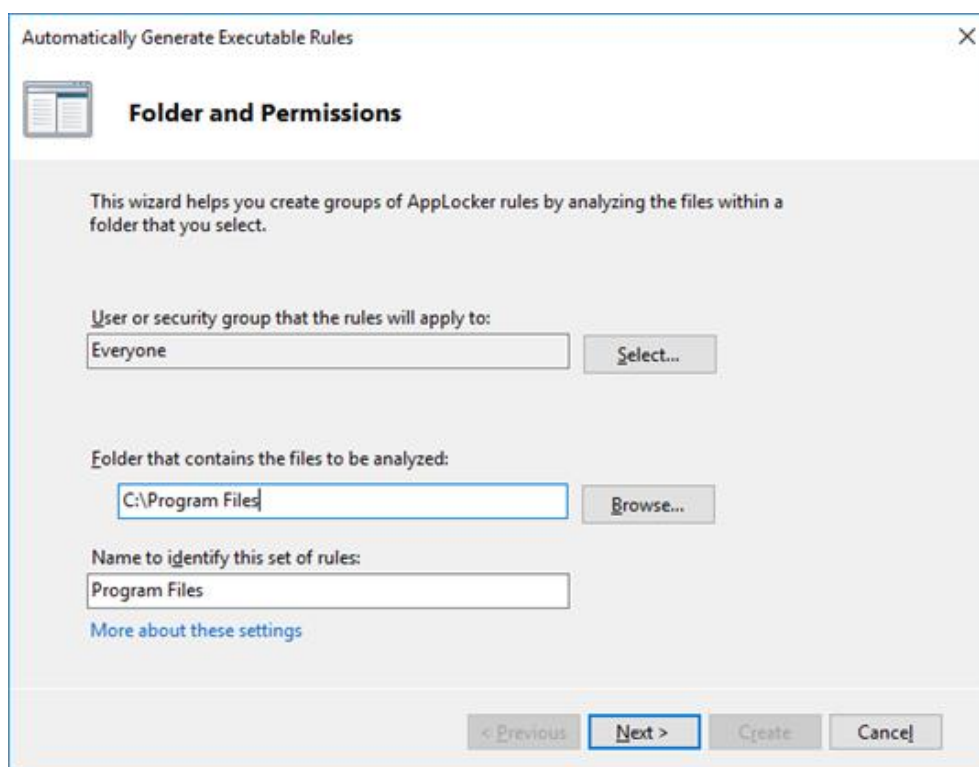 Automatically Generate Executable Rules
Folder and Permissions
This wizard helps you create groups of AppLocker rules by analyzing the files within a
folder that you select.
User or security group that the rules will apply to:
Everyone
Select...
Folder that contains the files to be analyzed:
C:\Program Files
Browse...
Name to identify this set of rules:
Program Files
More about these settings
< Previous
Next >
Create
Cancel